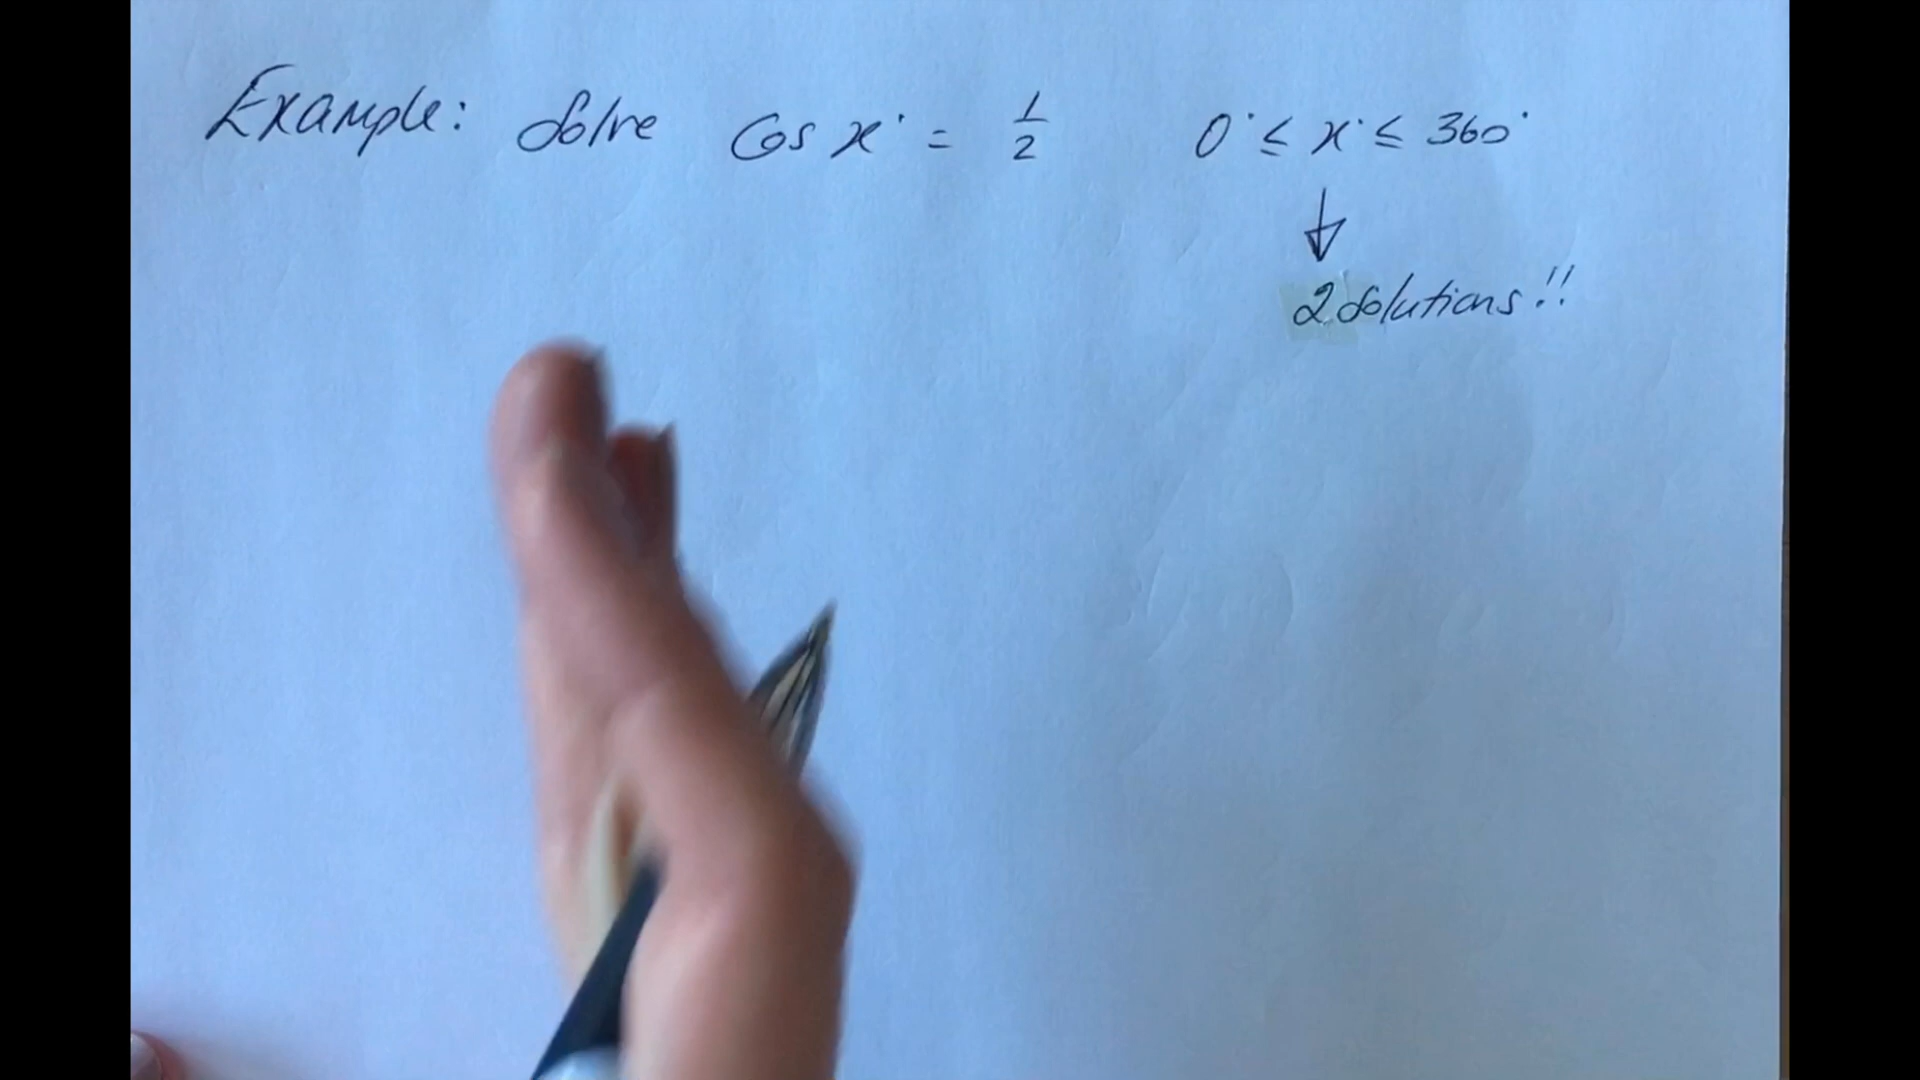 Example: Solve Cos x° = 1/2 0° ≤ x° ≤ 360°
↓
2 Solutions!!